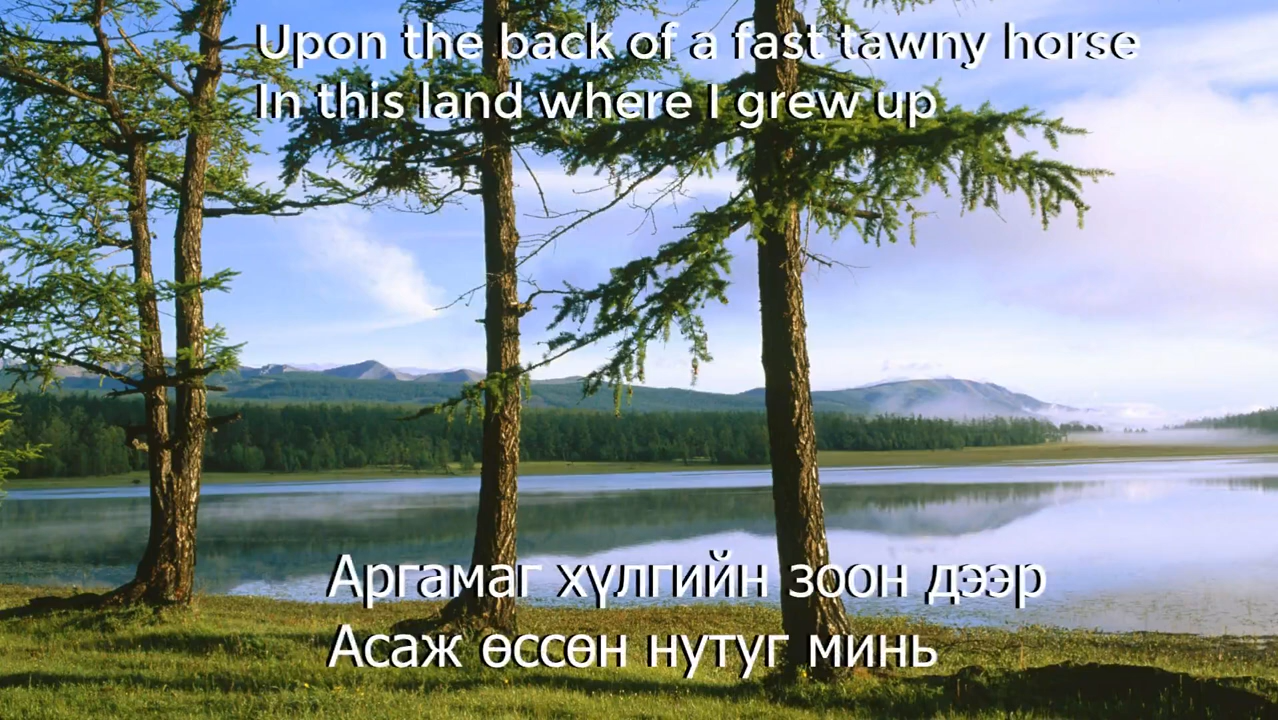 Upon the back of a fast tawny horse
In this land where I grew up
Аргамаг хүлгийн зоон дээр
Асаж өссөн нутуг минь